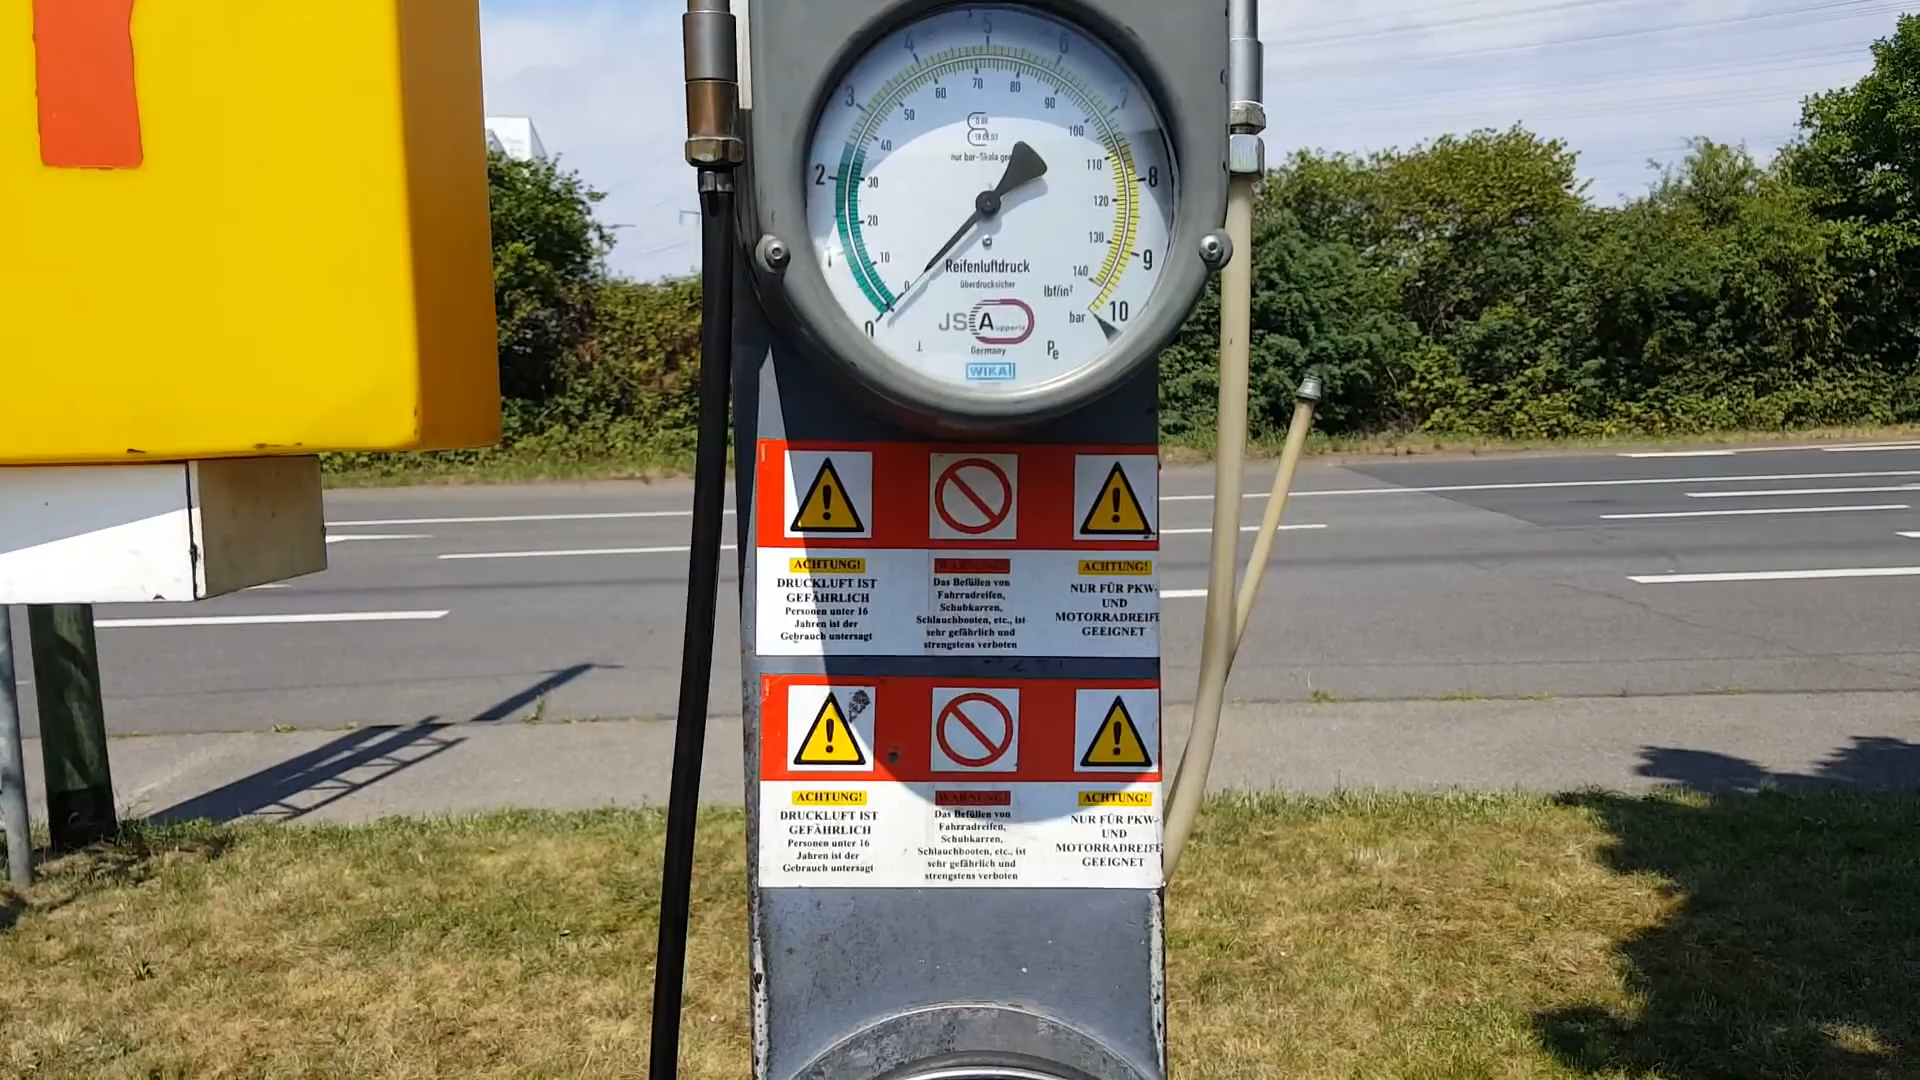 5
4 6
70 80
60 90
3 7
50 100
nur bar-Skala
40 110
2 30 8
120
20
130
1 10 9
Reifenluftdruck
140
0 überdrucksicher
lbf/in²
0 bar 10
JS Aupperle
Germany Pe
WIKA
ACHTUNG!
DRUCKLUFT IST
GEFÄHRLICH
Personen unter 16
Jahren ist der
Gebrauch untersagt
WARNUNG!
Das Befüllen von
Fahrradreifen,
Schubkarren,
Schlauchbooten, etc., ist
sehr gefährlich und
strengstens verboten
ACHTUNG!
NUR FÜR PKW-
UND
MOTORRADREIFE
GEEIGNET
ACHTUNG!
DRUCKLUFT IST
GEFÄHRLICH
Personen unter 16
Jahren ist der
Gebrauch untersagt
WARNUNG!
Das Befüllen von
Fahrradreifen,
Schubkarren,
Schlauchbooten, etc., ist
sehr gefährlich und
strengstens verboten
ACHTUNG!
NUR FÜR PKW-
UND
MOTORRADREIFE
GEEIGNET